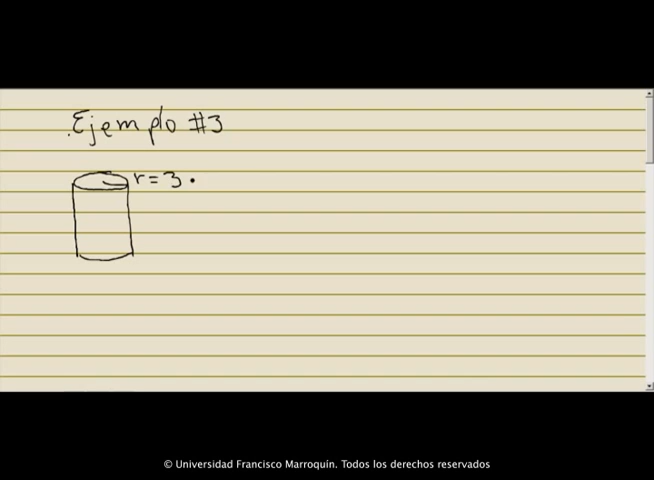 Ejemplo #3
r = 3
© Universidad Francisco Marroquín. Todos los derechos reservados